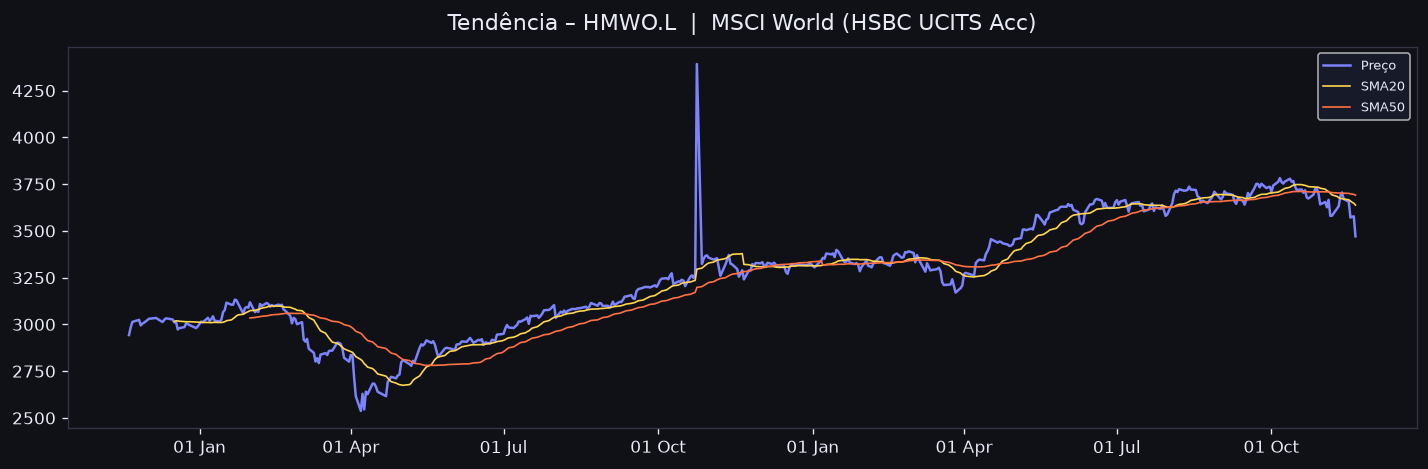 Tendência – HMWO.L | MSCI World (HSBC UCITS Acc)
Preço
SMA20
SMA50
4250
4000
3750
3500
3250
3000
2750
2500
01 Jan
01 Apr
01 Jul
01 Oct
01 Jan
01 Apr
01 Jul
01 Oct